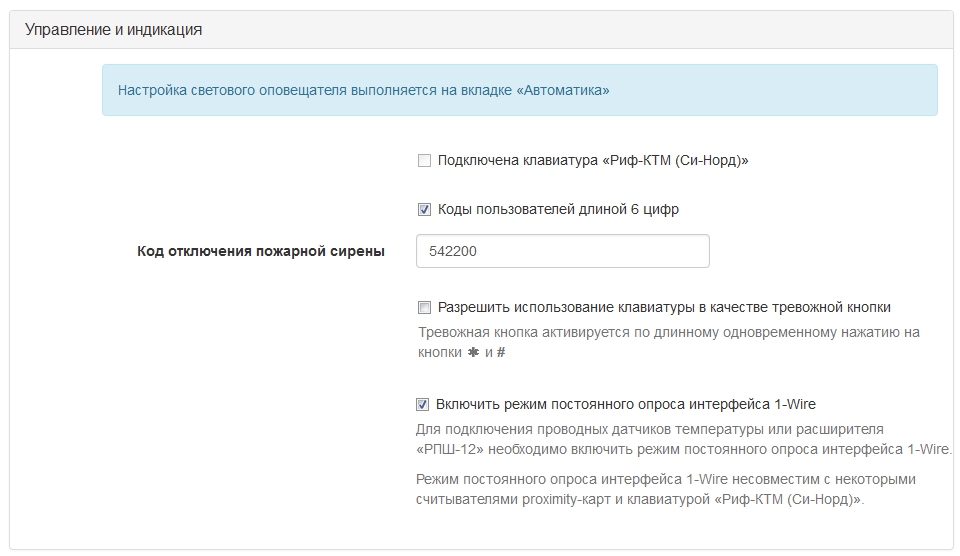 Управление и индикация
Настройка светового оповещателя выполняется на вкладке «Автоматика»
Подключена клавиатура «Риф-КТМ (Си-Норд)»
Коды пользователей длиной 6 цифр
Код отключения пожарной сирены
542200
Разрешить использование клавиатуры в качестве тревожной кнопки
Тревожная кнопка активируется по длинному одновременному нажатию на
кнопки ✱ и #
Включить режим постоянного опроса интерфейса 1-Wire
Для подключения проводных датчиков температуры или расширителя
«РПШ-12» необходимо включить режим постоянного опроса интерфейса 1-Wire.
Режим постоянного опроса интерфейса 1-Wire несовместим с некоторыми
считывателями proximity-карт и клавиатурой «Риф-КТМ (Си-Норд)».